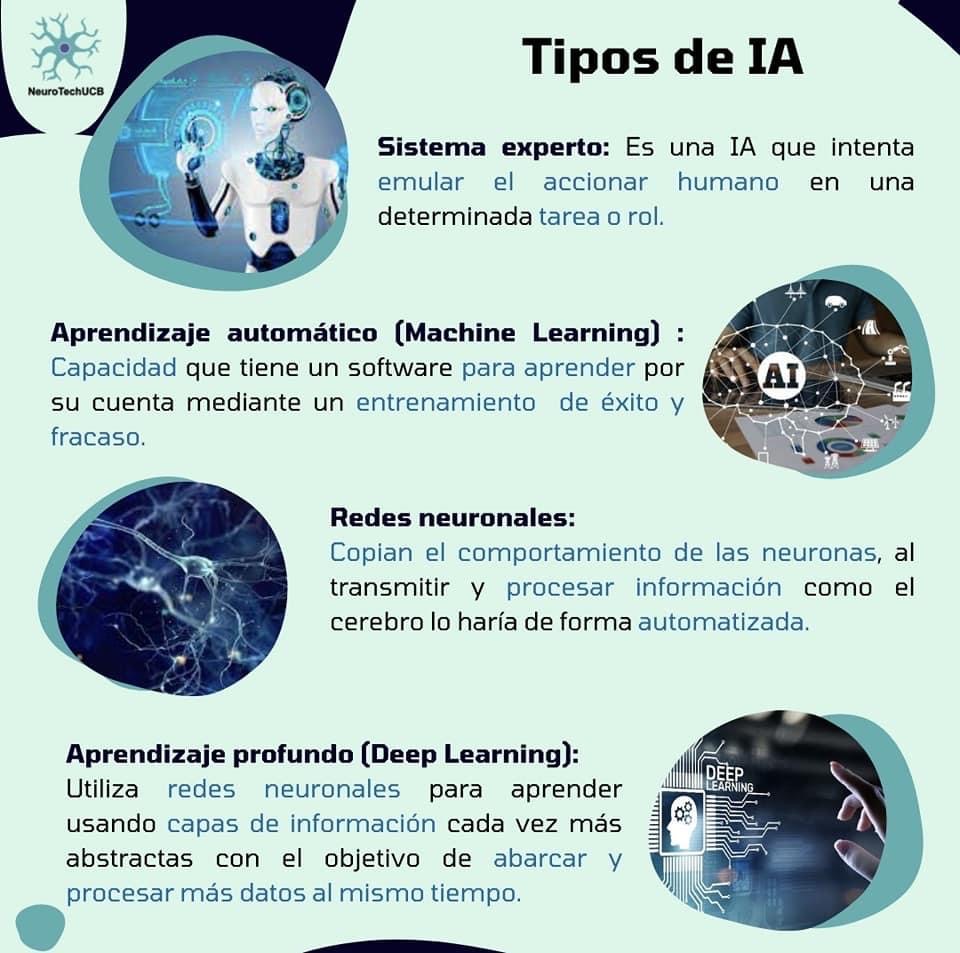 NeuroTechUCB
Tipos de IA
Sistema experto: Es una IA que intenta
emular el accionar humano en una
determinada tarea o rol.
Aprendizaje automático (Machine Learning) :
Capacidad que tiene un software para aprender por
su cuenta mediante un entrenamiento de éxito y
fracaso.
AI
Redes neuronales:
Copian el comportamiento de las neuronas, al
transmitir y procesar información como el
cerebro lo haría de forma automatizada.
Aprendizaje profundo (Deep Learning):
Utiliza redes neuronales para aprender
usando capas de información cada vez más
abstractas con el objetivo de abarcar y
procesar más datos al mismo tiempo.
DEEP
LEARNING